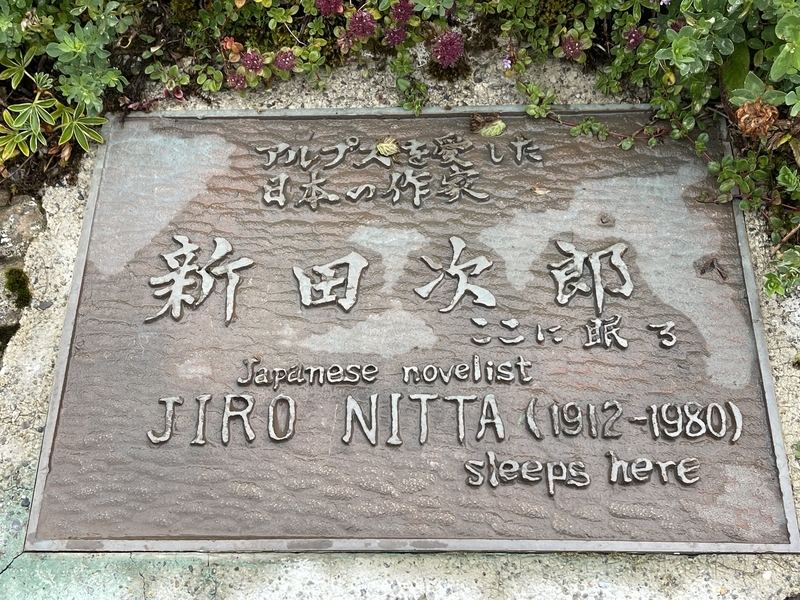 アルプスを愛した
日本の作家
新田次郎
ここに眠る
Japanese novelist
JIRO NITTA (1912-1980)
sleeps here